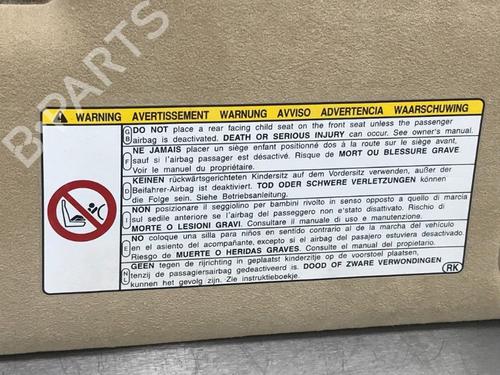 B-PARTS
WARNING AVERTISSEMENT WARNUNG AVVISO ADVERTENCIA WAARSCHUWING
GB DO NOT place a rear facing child seat on the front seat unless the passenger
airbag is deactivated. DEATH OR SERIOUS INJURY can occur. See owner's manual.
F NE JAMAIS placer un siège enfant positionné dos à la route sur le siège avant,
sauf si l'airbag passager est désactivé. Risque de MORT OU BLESSURE GRAVE
Voir le manuel du propriétaire.
D KEINEN rückwärtsgerichteten Kindersitz auf dem Vordersitz verwenden, außer der
Beifahrer-Airbag ist deaktiviert. TOD ODER SCHWERE VERLETZUNGEN können
die Folge sein. Siehe Betriebsanleitung.
I NON posizionare il seggiolino per bambini rivolto in senso opposto a quello di marcia
sul sedile anteriore se l'airbag del passeggero non e'stato disattivato. Rischio di
MORTE O LESIONI GRAVI. Consultare il manuale di uso e manutenzione.
E NO coloque una silla para niños en sentido contrario al de la marcha del vehículo
en el asiento del acompañante, excepto si el airbag del pasajero estuviera desactivado.
Riesgo de MUERTE O HERIDAS GRAVES. Consulte el manual del propietario.
NL GEEN tegen de rijrichting in geplaatst kinderzitje op de voorstoel plaatsen,
tenzij de passagiersairbag gedeactiveerd is. DOOD OF ZWARE VERWONDINGEN
kunnen het gevolg zijn. Zie instructieboekje.
RK